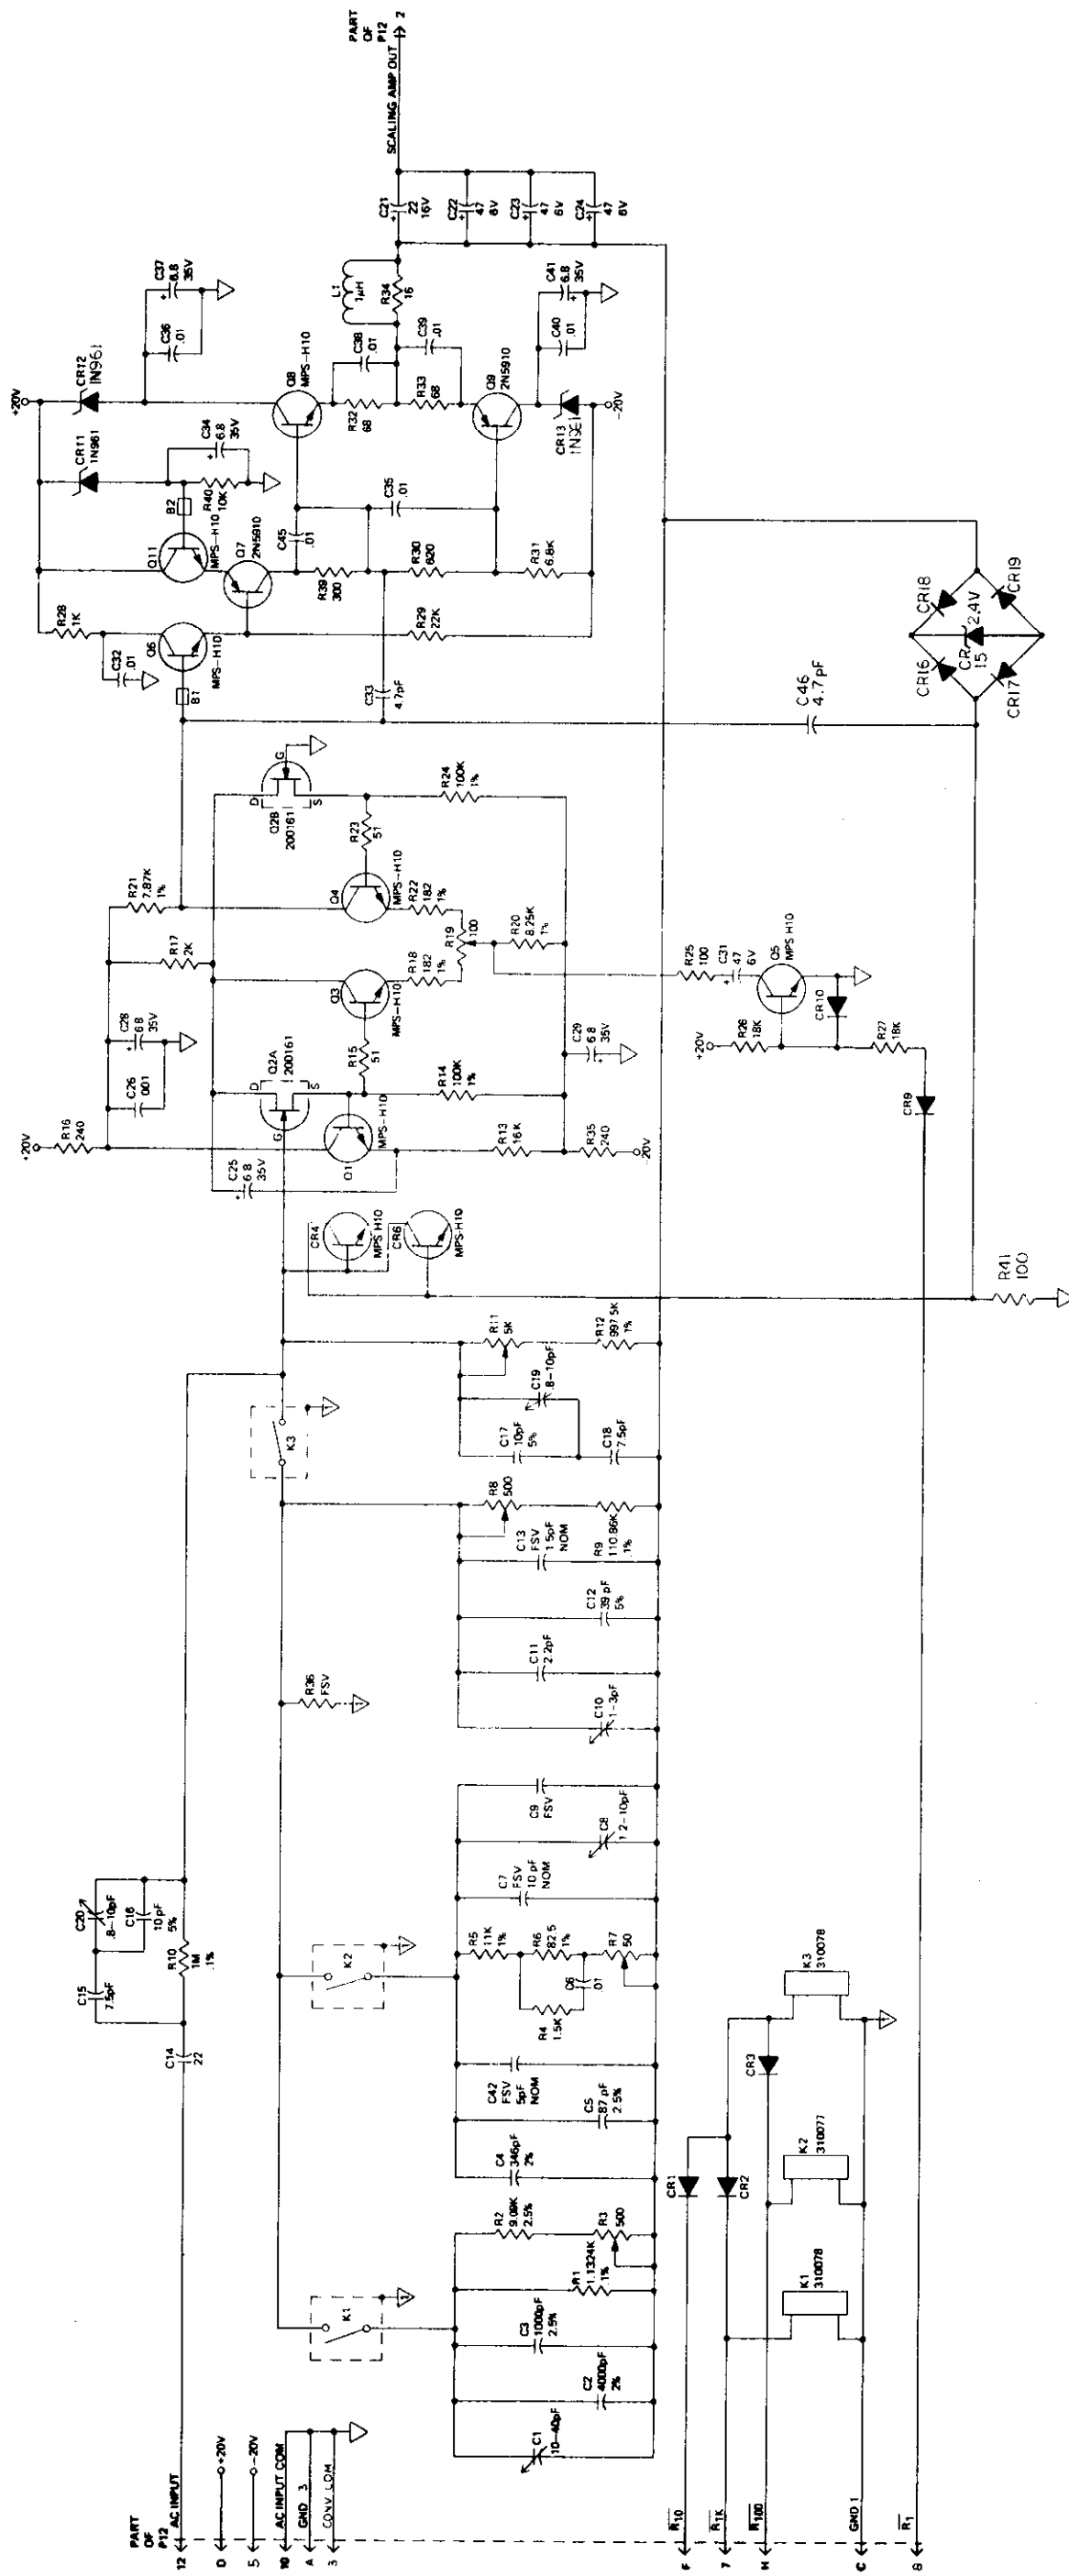 PART
OF
P12
2
SCALING AMP OUT
C21
22
16V
C22
47
6V
C23
47
6V
C24
47
6V
+20V
CR12
1N961
C37
6.8
35V
C36
.01
CR11
1N961
C34
6.8
35V
R40
10K
B2
Q11
MPS-H10
Q7
2N5910
Q8
MPS-H10
L1
1µH
R34
16
C38
.01
C39
.01
R32
68
R33
68
Q9
2N5910
C41
6.8
35V
C40
.01
CR13
-20V
R28
1K
C32
.01
Q6
MPS-H10
B1
C45
.01
R39
300
C35
.01
R30
620
R31
6.8K
R29
22K
C33
4.7pF
C46
4.7pF
CR18
CR19
2.4V
CR
15
CR16
CR17
R21
7.87K
1%
R17
2K
Q2B
200161
D
G
S
R24
100K
1%
R23
51
Q4
MPS-H10
R22
182
1%
R19
100
R20
8.25K
1%
Q3
MPS-H10
R18
182
1%
R15
51
+20V
R16
240
C26
001
C28
6.8
35V
Q2A
200161
D
G
S
C25
6.8
35V
Q1
MPS-H10
R14
100K
1%
R13
16K
R35
240
-20V
C29
6.8
35V
R25
100
C31
47
6V
Q5
MPS H10
+20V
R26
18K
CR10
R27
18K
CR9
CR4
MPS H10
CR6
MPS-H10
R41
100
K3
R11
5K
R12
997.5K
.1%
C19
.8-10pF
C17
10pF
5%
C18
7.5pF
R8
500
R9
110.86K
.1%
C13
FSV
1.5pF
NOM
C12
39pF
5%
C11
2.2pF
C10
1-3pF
R36
FSV
C20
.8-10pF
C16
10pF
5%
C15
7.5pF
R10
1M
.1%
C14
.22
K2
C9
FSV
C8
1.2-10pF
C7
FSV
10pF
NOM
R5
11K
1%
R6
82.5
1%
R7
50
C6
.01
R4
1.5K
C42
FSV
5pF
NOM
C5
87pF
2.5%
C4
346pF
2%
K1
R2
9.09K
2.5%
R3
500
R1
1.1324K
.1%
C3
1000pF
2.5%
C2
4000pF
2%
C1
10-40pF
CR1
CR2
CR3
K3
310078
K2
310077
K1
310078
PART
OF
P12
12
AC INPUT
D
+20V
5
-20V
10
AC INPUT COM
A
GND 3
3
CONV COM
F
R10
7
R1K
H
R100
C
GND 1
8
R1